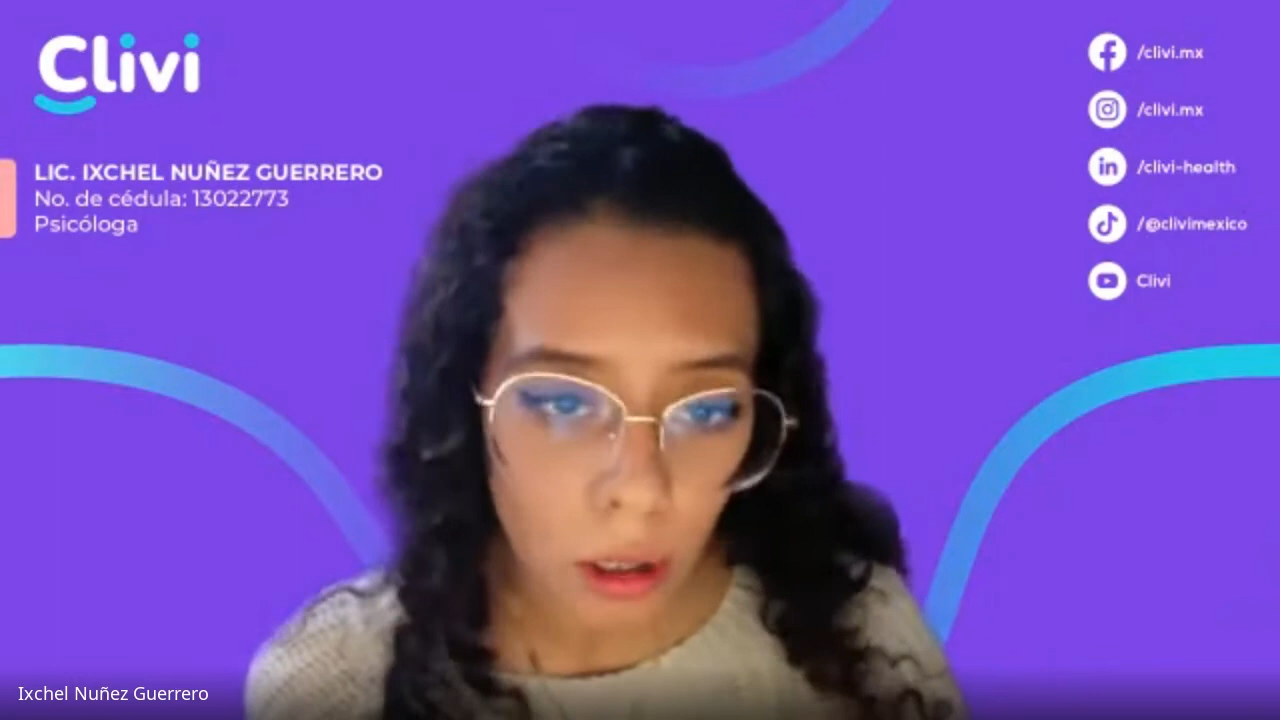 Clivi
LIC. IXCHEL NUÑEZ GUERRERO
No. de cédula: 13022773
Psicóloga
/clivi.mx
/clivi.mx
/clivi-health
/@clivimexico
Clivi
Ixchel Nuñez Guerrero